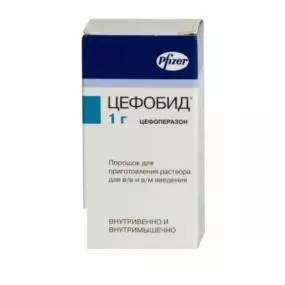 Pfizer
ЦЕФОБИД®
1 г
ЦЕФОПЕРАЗОН
Порошок для
приготовления раствора
для в/в и в/м введения
ВНУТРИВЕННО И
ВНУТРИМЫШЕЧНО